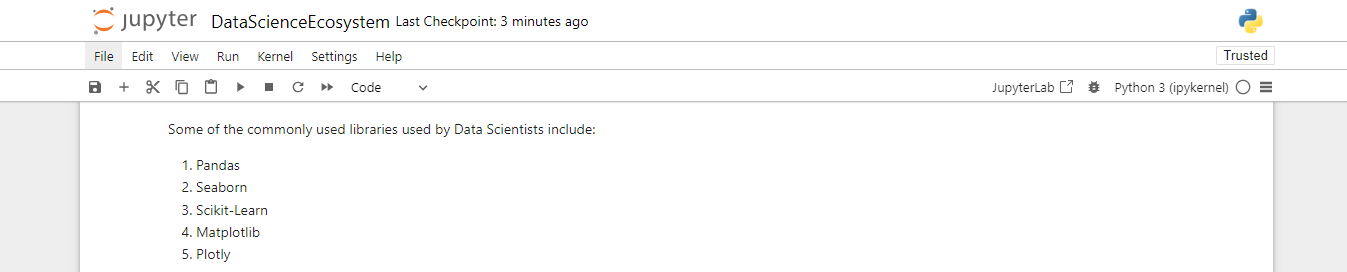 jupyter DataScienceEcosystem Last Checkpoint: 3 minutes ago
File Edit View Run Kernel Settings Help Trusted
Code JupyterLab Python 3 (ipykernel)
Some of the commonly used libraries used by Data Scientists include:
1. Pandas
2. Seaborn
3. Scikit-Learn
4. Matplotlib
5. Plotly